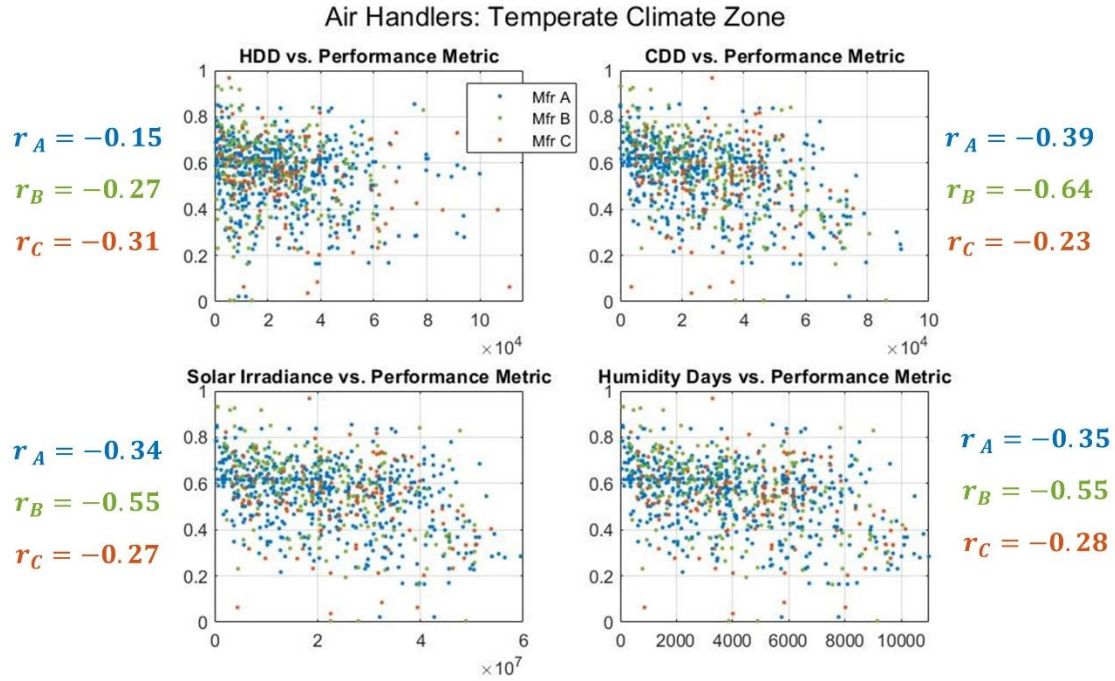 Air Handlers: Temperate Climate Zone
HDD vs. Performance Metric
1
0.8
0.6
0.4
0.2
0
0 2 4 6 8 10
×10⁴
Mfr A
Mfr B
Mfr C
r_A = −0.15
r_B = −0.27
r_C = −0.31
CDD vs. Performance Metric
1
0.8
0.6
0.4
0.2
0
0 2 4 6 8 10
×10⁴
r_A = −0.39
r_B = −0.64
r_C = −0.23
Solar Irradiance vs. Performance Metric
1
0.8
0.6
0.4
0.2
0
0 2 4 6
×10⁷
r_A = −0.34
r_B = −0.55
r_C = −0.27
Humidity Days vs. Performance Metric
1
0.8
0.6
0.4
0.2
0
0 2000 4000 6000 8000 10000
r_A = −0.35
r_B = −0.55
r_C = −0.28